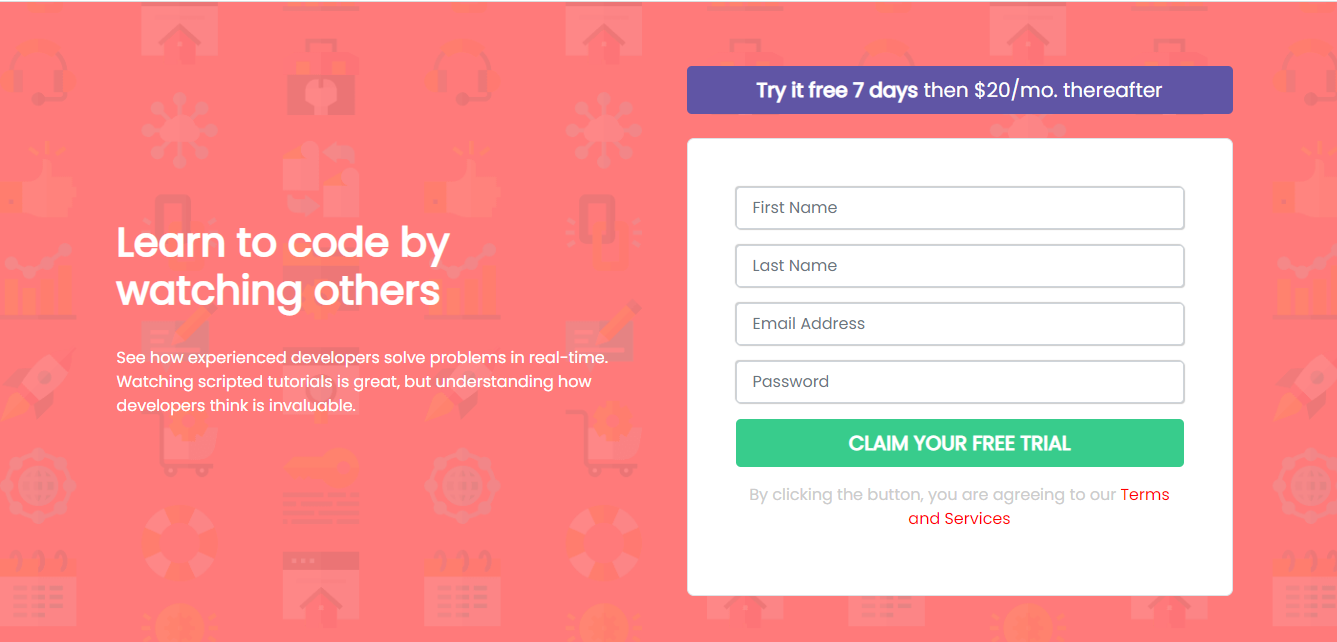 Learn to code by
watching others
See how experienced developers solve problems in real-time.
Watching scripted tutorials is great, but understanding how
developers think is invaluable.
Try it free 7 days then $20/mo. thereafter
First Name
Last Name
Email Address
Password
CLAIM YOUR FREE TRIAL
By clicking the button, you are agreeing to our Terms
and Services